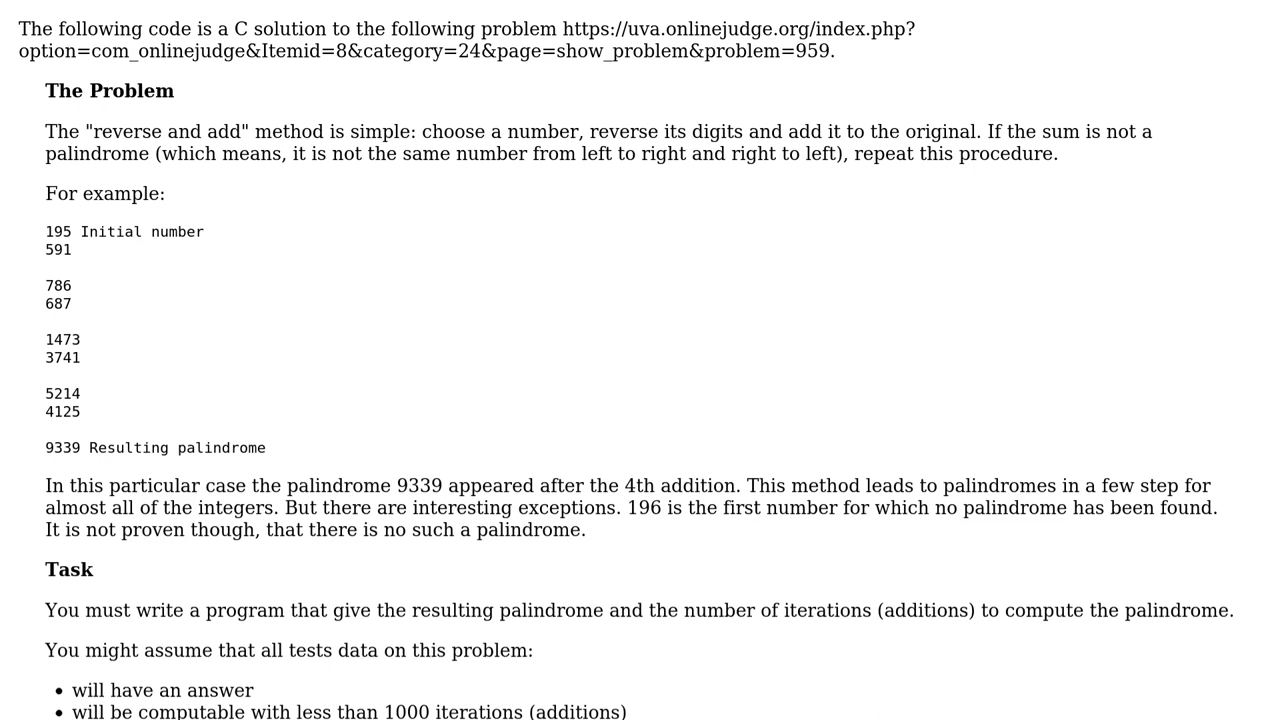 The following code is a C solution to the following problem https://uva.onlinejudge.org/index.php?
option=com_onlinejudge&Itemid=8&category=24&page=show_problem&problem=959.
The Problem
The "reverse and add" method is simple: choose a number, reverse its digits and add it to the original. If the sum is not a
palindrome (which means, it is not the same number from left to right and right to left), repeat this procedure.
For example:
195 Initial number
591
786
687
1473
3741
5214
4125
9339 Resulting palindrome
In this particular case the palindrome 9339 appeared after the 4th addition. This method leads to palindromes in a few step for
almost all of the integers. But there are interesting exceptions. 196 is the first number for which no palindrome has been found.
It is not proven though, that there is no such a palindrome.
Task
You must write a program that give the resulting palindrome and the number of iterations (additions) to compute the palindrome.
You might assume that all tests data on this problem:
• will have an answer
• will be computable with less than 1000 iterations (additions)